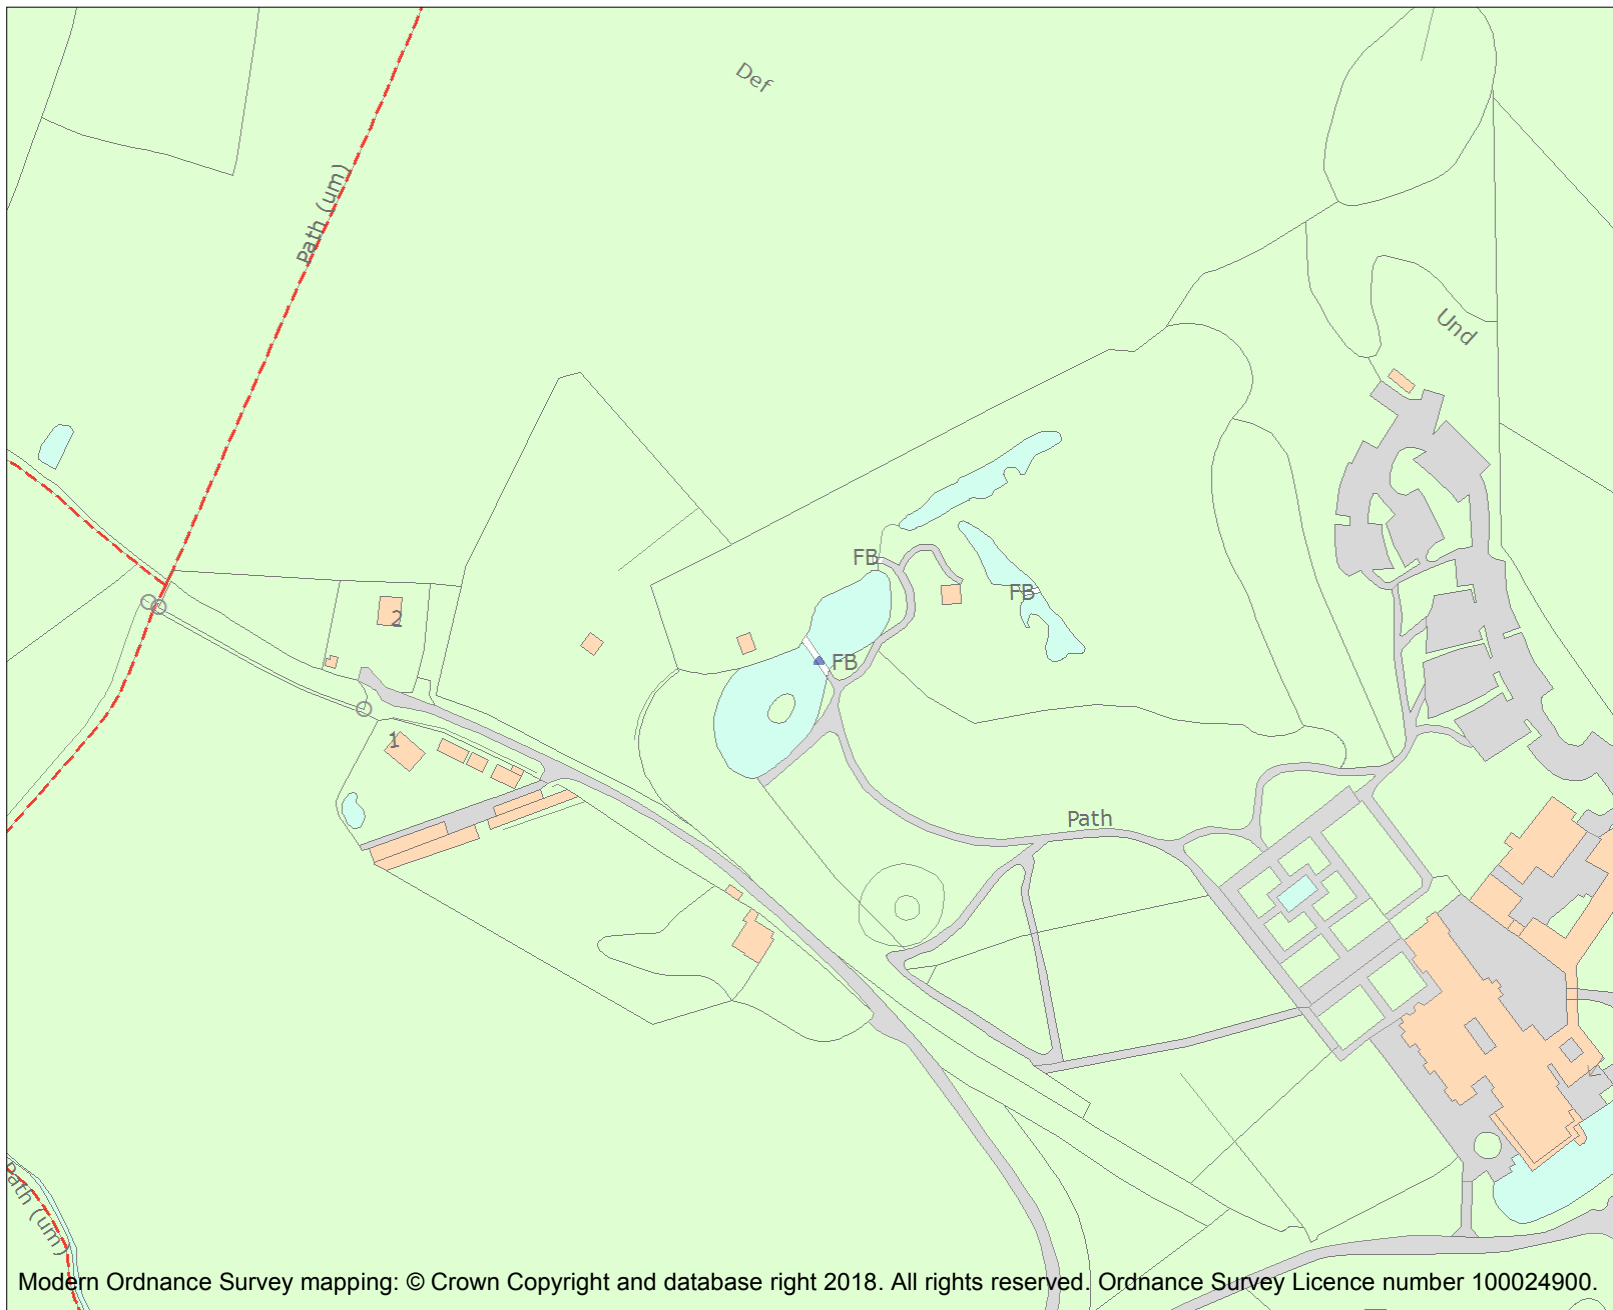 Def
Path (um)
Und
FB
FB
2
FB
1
Path
Path (um)
Modern Ordnance Survey mapping: © Crown Copyright and database right 2018. All rights reserved. Ordnance Survey Licence number 100024900.